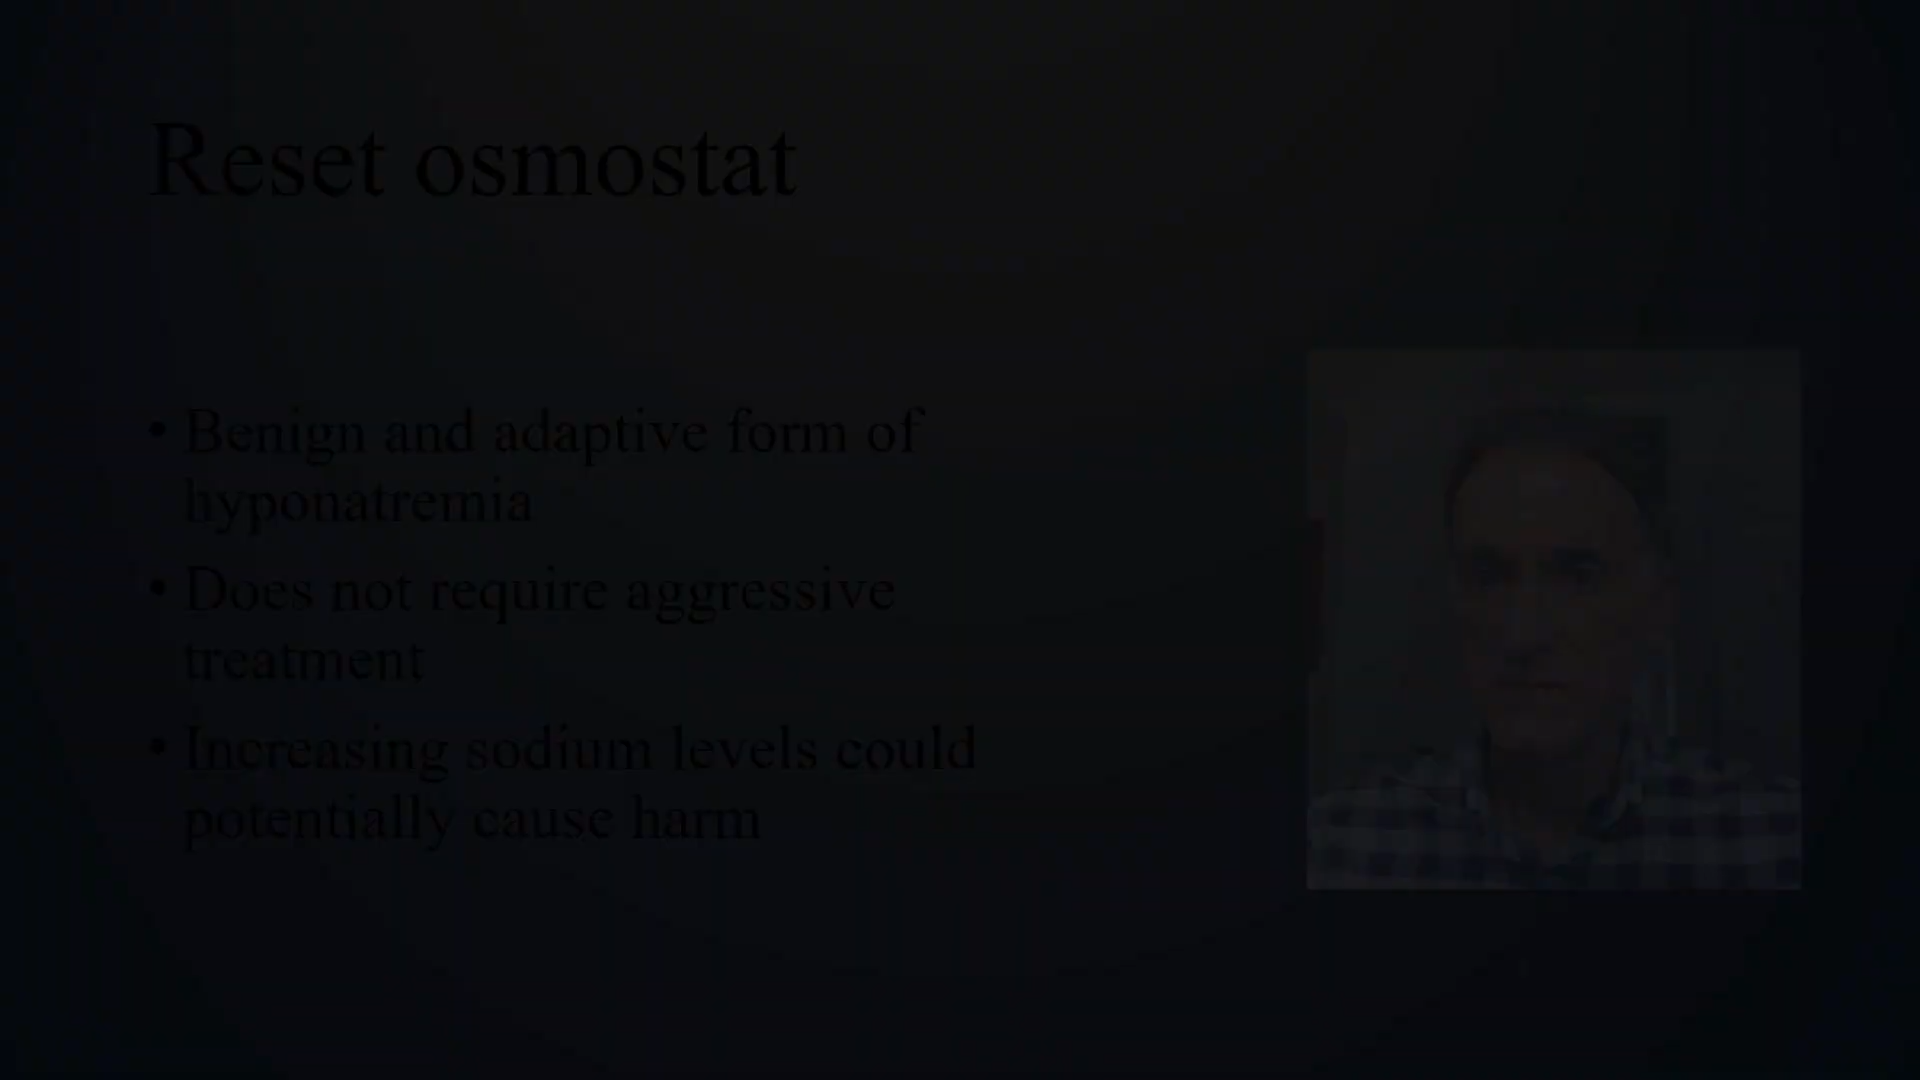 Reset osmostat
• Benign and adaptive form of
hyponatremia
• Does not require aggressive
treatment
• Increasing sodium levels could
potentially cause harm